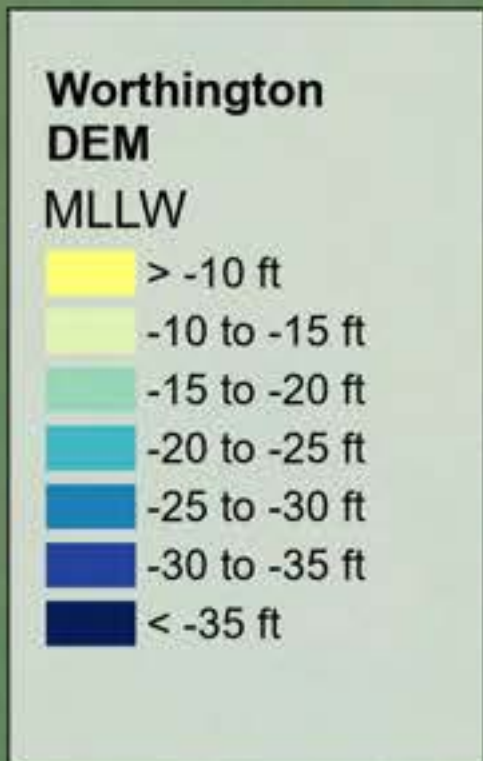 Worthington
DEM
MLLW
> -10 ft
-10 to -15 ft
-15 to -20 ft
-20 to -25 ft
-25 to -30 ft
-30 to -35 ft
< -35 ft